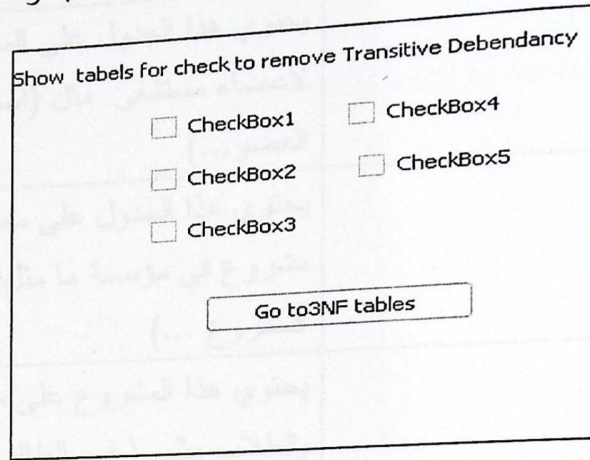 Show tabels for check to remove Transitive Debendancy
CheckBox1
CheckBox4
CheckBox2
CheckBox5
CheckBox3
Go to3NF tables